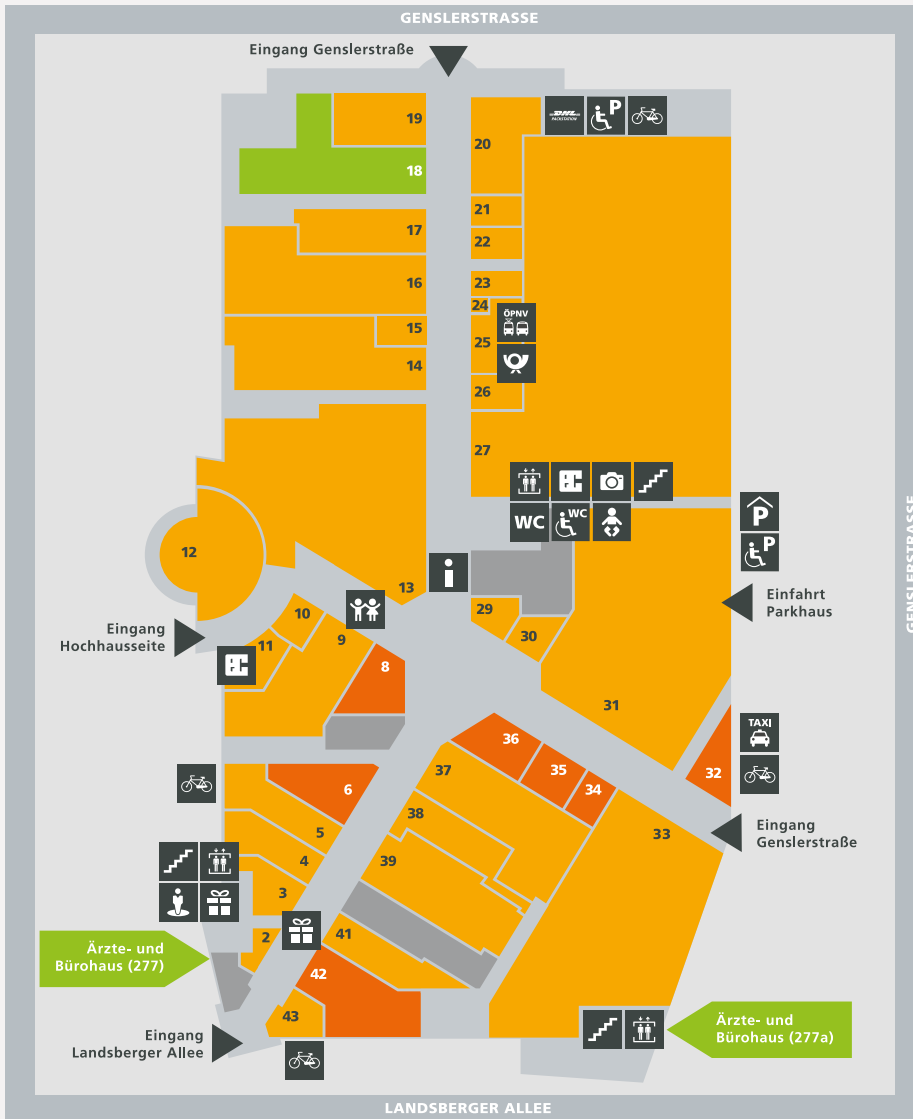 GENSLERSTRASSE
Eingang Genslerstraße
19
20
DHL
PACKSTATION
P
18
21
17
22
16
23
24
ÖPNV
15
25
14
26
27
WC
WC
P
P
12
13
29
30
Einfahrt
Parkhaus
GENSLERSTRASSE
10
9
11
Eingang
Hochhausseite
8
31
TAXI
36
35
34
32
37
6
38
33
Eingang
Genslerstraße
5
4
39
3
2
41
Ärzte- und
Bürohaus (277)
42
43
Eingang
Landsberger Allee
Ärzte- und
Bürohaus (277a)
LANDSBERGER ALLEE